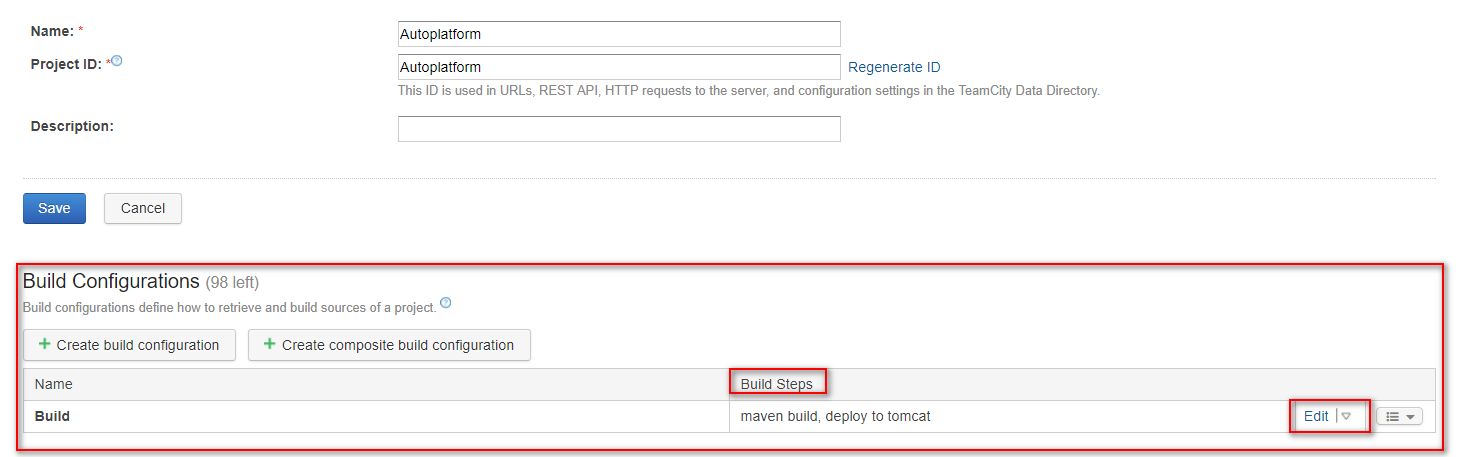 Name: *
Autoplatform
Project ID: *
Autoplatform
Regenerate ID
This ID is used in URLs, REST API, HTTP requests to the server, and configuration settings in the TeamCity Data Directory.
Description:
Save
Cancel
Build Configurations (98 left)
Build configurations define how to retrieve and build sources of a project.
+ Create build configuration
+ Create composite build configuration
Name
Build Steps
Build
maven build, deploy to tomcat
Edit